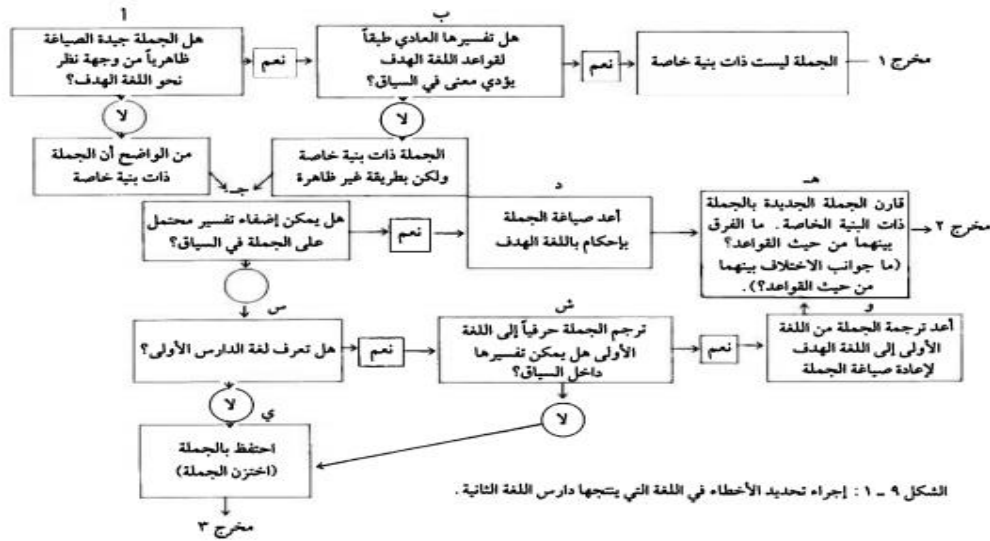 أ
هل الجملة جيدة الصياغة
ظاهرياً من وجهة نظر
نحو اللغة الهدف؟
نعم
ب
هل تفسيرها العادي طبقاً
لقواعد اللغة الهدف
يؤدي معنى في السياق؟
نعم
الجملة ليست ذات بنية خاصة
مخرج ١
لا
لا
من الواضح أن الجملة
ذات بنية خاصة
الجملة ذات بنية خاصة
ولكن بطريقة غير ظاهرة
جـ
هل يمكن إضفاء تفسير محتمل
على الجملة في السياق؟
نعم
د
أعد صياغة الجملة
بإحكام باللغة الهدف
هـ
قارن الجملة الجديدة بالجملة
ذات البنية الخاصة. ما الفرق
بينهما من حيث القواعد؟
(ما جوانب الاختلاف بينهما
من حيث القواعد؟).
مخرج ٢
س
هل تعرف لغة الدارس الأولى؟
نعم
ش
ترجم الجملة حرفياً إلى اللغة
الأولى هل يمكن تفسيرها
داخل السياق؟
نعم
و
أعد ترجمة الجملة من اللغة
الأولى إلى اللغة الهدف
لإعادة صياغة الجملة
لا
لا
ي
احتفظ بالجملة
(اختزن الجملة)
مخرج ٣
الشكل ٩ - ١ : إجراء تحديد الأخطاء في اللغة التي ينتجها دارس اللغة الثانية.